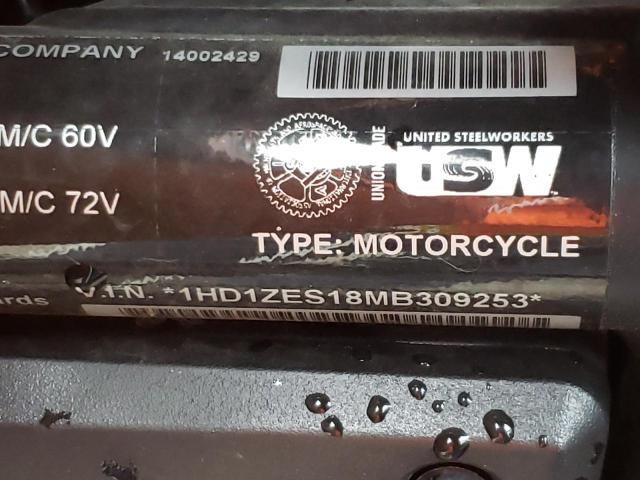 COMPANY 14002429
M/C 60V
UNITED STEELWORKERS
UNION MADE
USW
M/C 72V
TYPE: MOTORCYCLE
ards V.I.N. *1HD1ZES18MB309253*